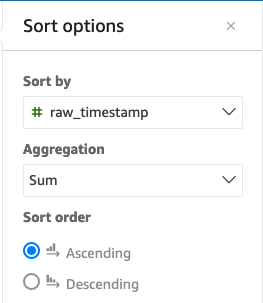 Sort options
Sort by
# raw_timestamp
Aggregation
Sum
Sort order
Ascending
Descending